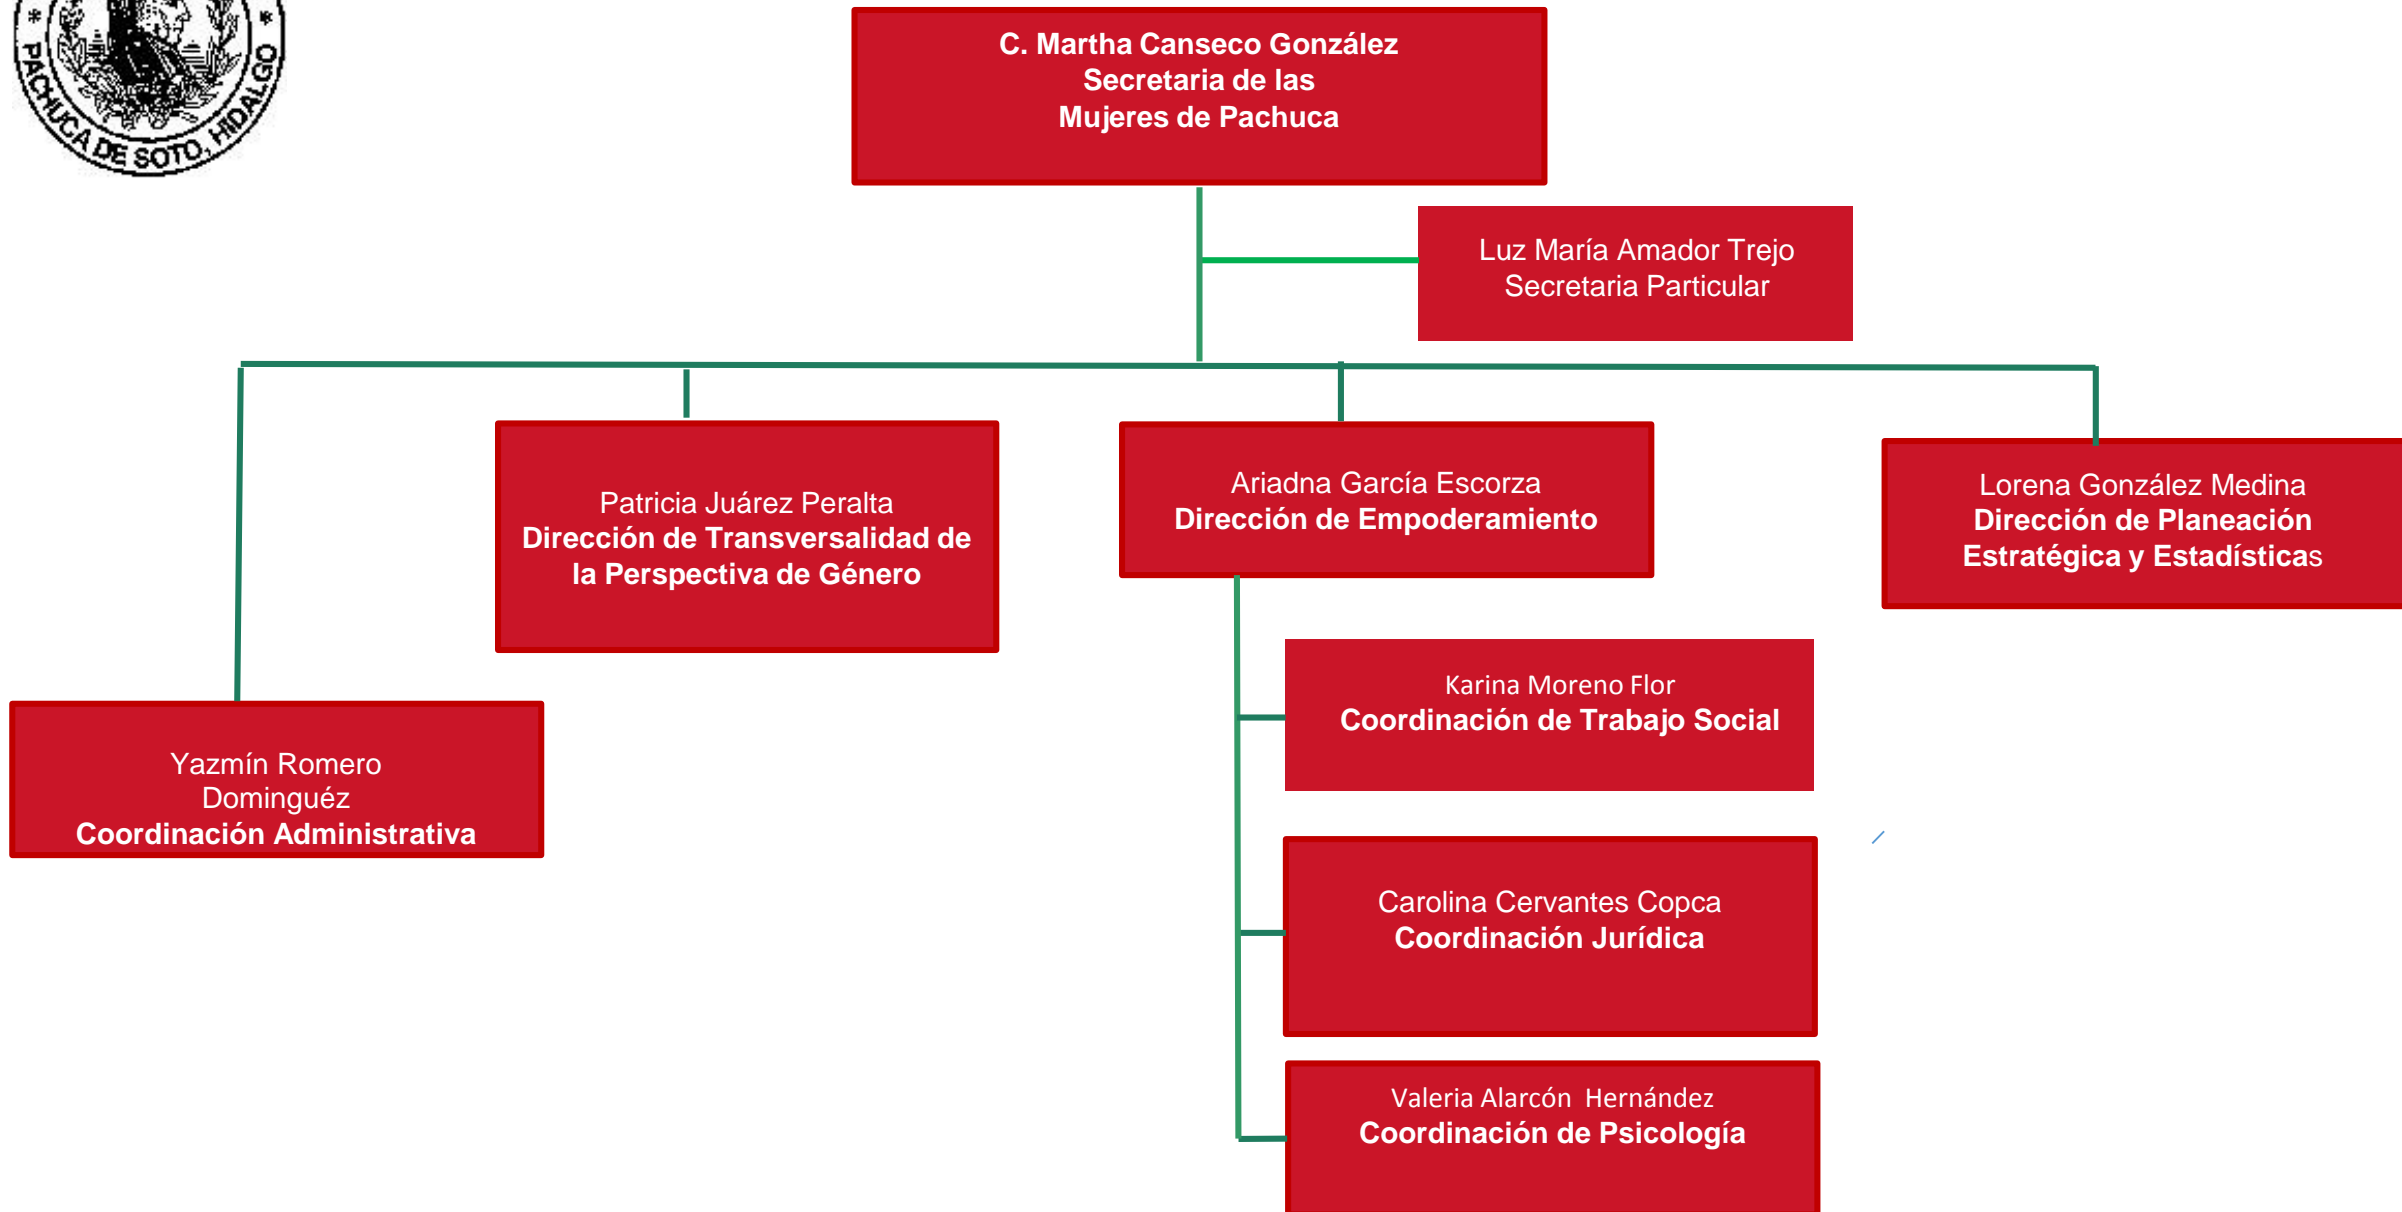 PACHUCA DE SOTO, HIDALGO
C. Martha Canseco González
Secretaria de las
Mujeres de Pachuca
Luz María Amador Trejo
Secretaria Particular
Patricia Juárez Peralta
Dirección de Transversalidad de
la Perspectiva de Género
Ariadna García Escorza
Dirección de Empoderamiento
Lorena González Medina
Dirección de Planeación
Estratégica y Estadísticas
Karina Moreno Flor
Coordinación de Trabajo Social
Yazmín Romero
Dominguéz
Coordinación Administrativa
Carolina Cervantes Copca
Coordinación Jurídica
Valeria Alarcón  Hernández
Coordinación de Psicología